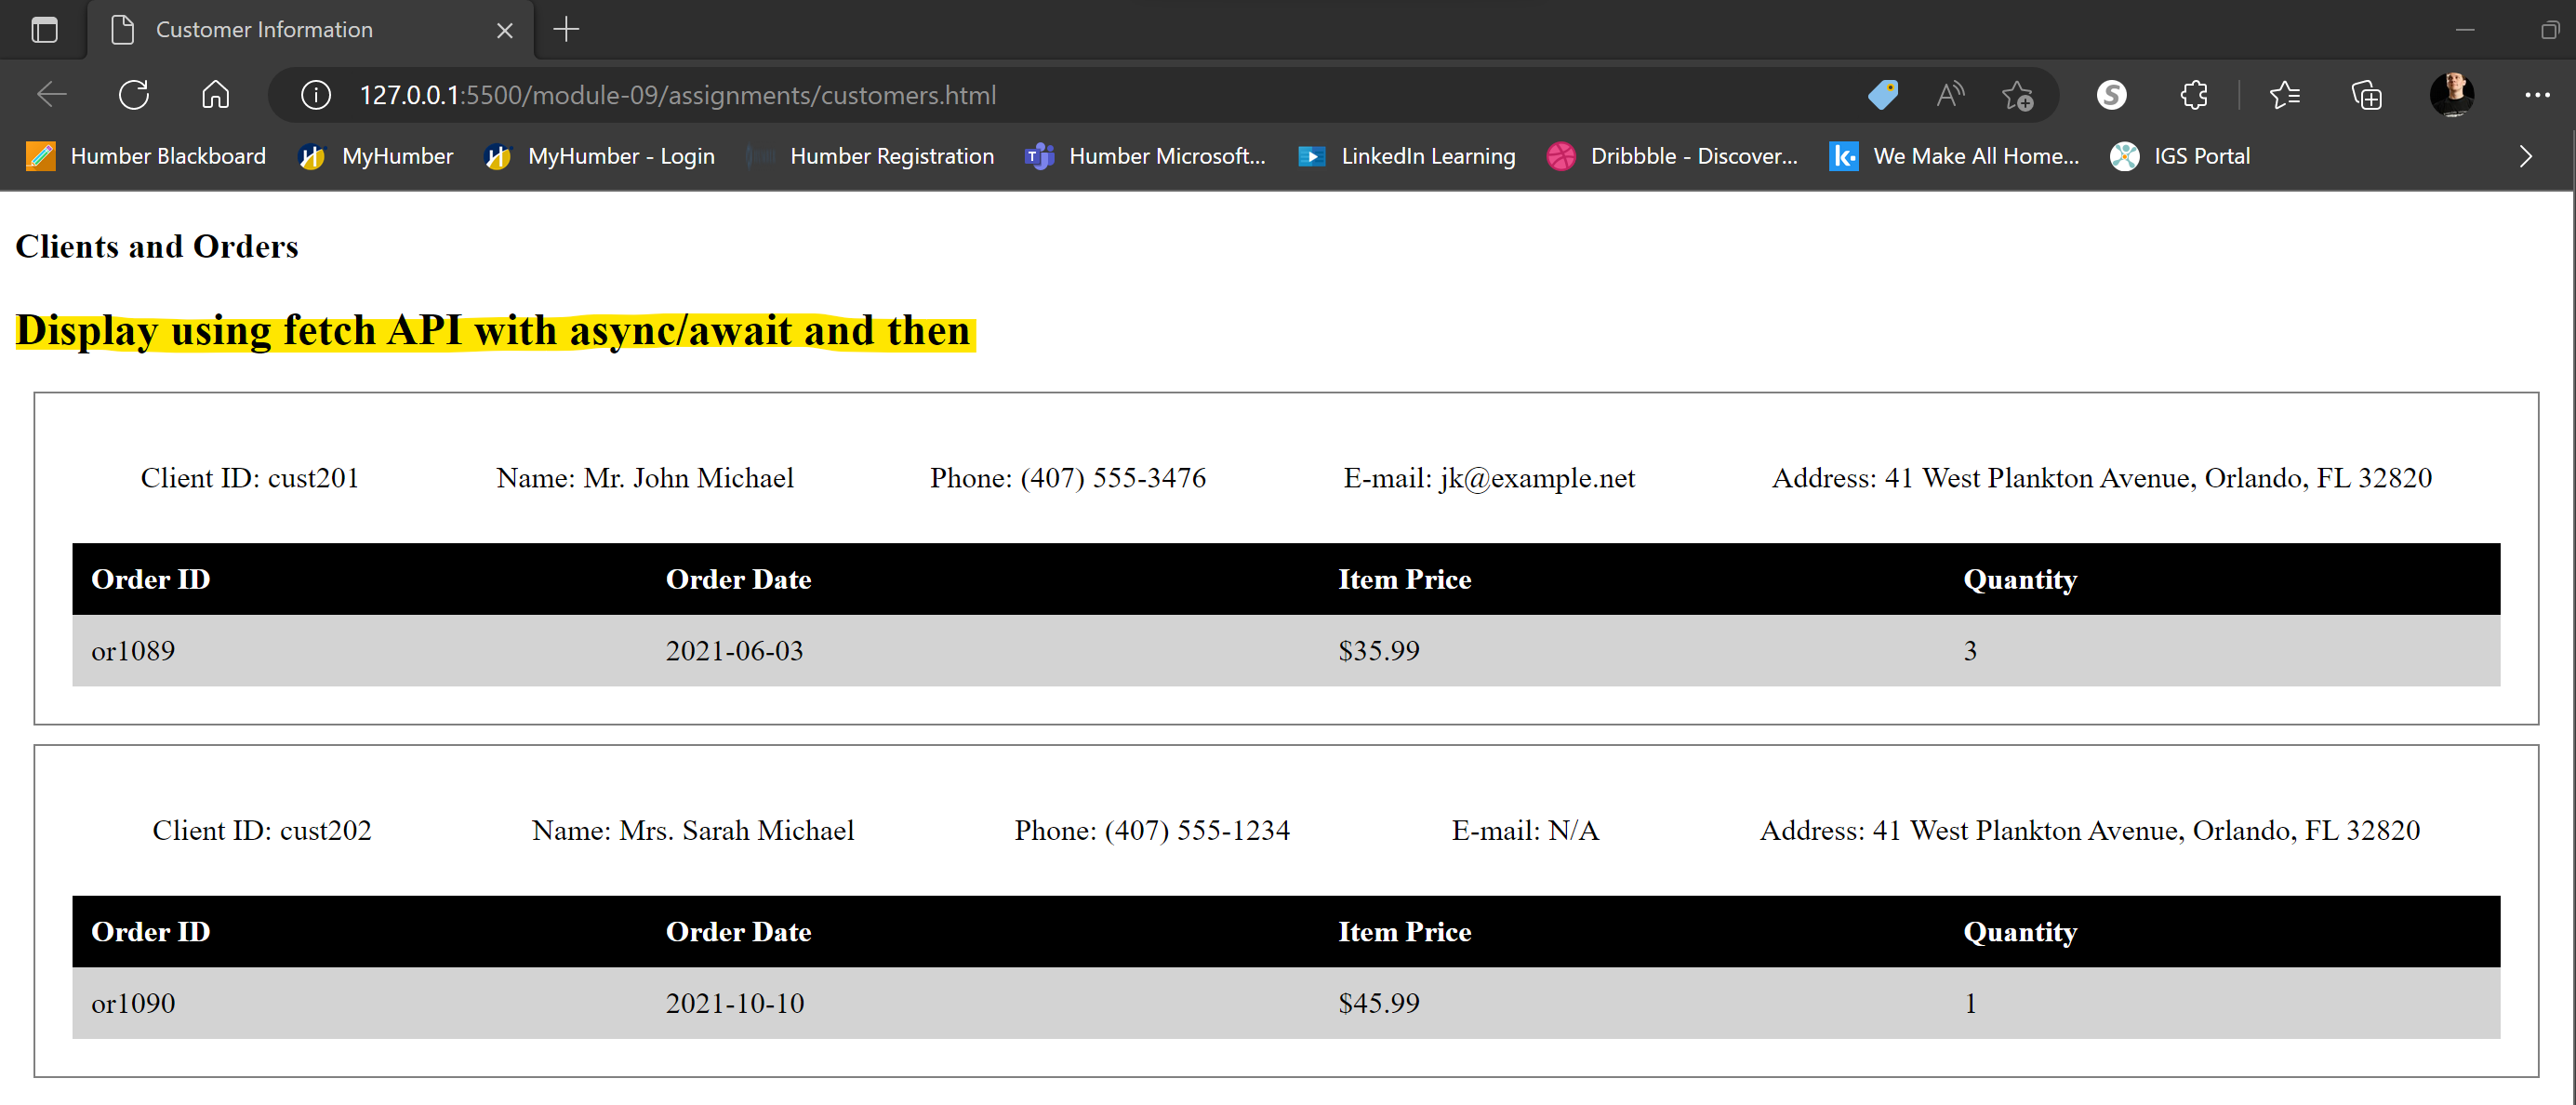 Customer Information
127.0.0.1:5500/module-09/assignments/customers.html
Humber Blackboard MyHumber MyHumber - Login Humber Registration Humber Microsoft... LinkedIn Learning Dribbble - Discover... We Make All Home... IGS Portal
Clients and Orders
Display using fetch API with async/await and then
Client ID: cust201 Name: Mr. John Michael Phone: (407) 555-3476 E-mail: jk@example.net Address: 41 West Plankton Avenue, Orlando, FL 32820
Order ID Order Date Item Price Quantity
or1089 2021-06-03 $35.99 3
Client ID: cust202 Name: Mrs. Sarah Michael Phone: (407) 555-1234 E-mail: N/A Address: 41 West Plankton Avenue, Orlando, FL 32820
Order ID Order Date Item Price Quantity
or1090 2021-10-10 $45.99 1